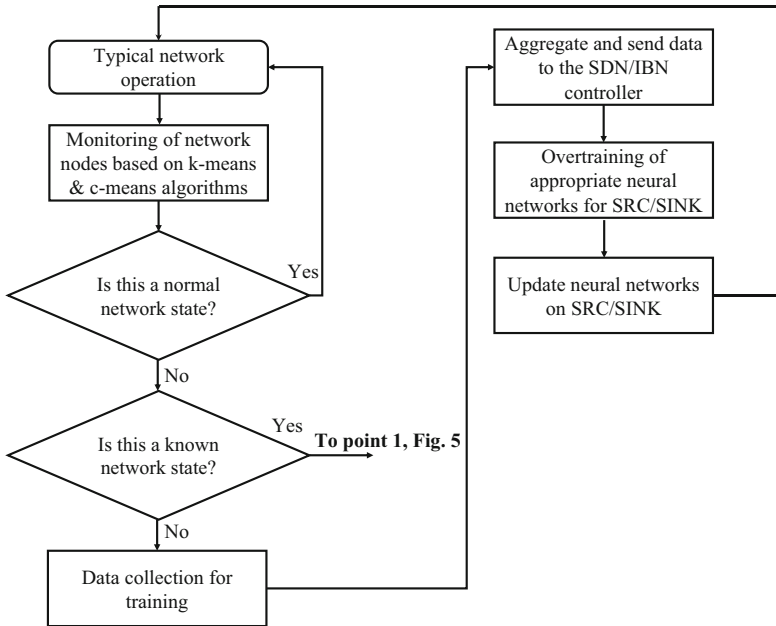 Typical network
operation
Monitoring of network
nodes based on k-means
& c-means algorithms
Is this a normal
network state?
Yes
No
Is this a known
network state?
Yes
To point 1, Fig. 5
No
Data collection for
training
Aggregate and send data
to the SDN/IBN
controller
Overtraining of
appropriate neural
networks for SRC/SINK
Update neural networks
on SRC/SINK